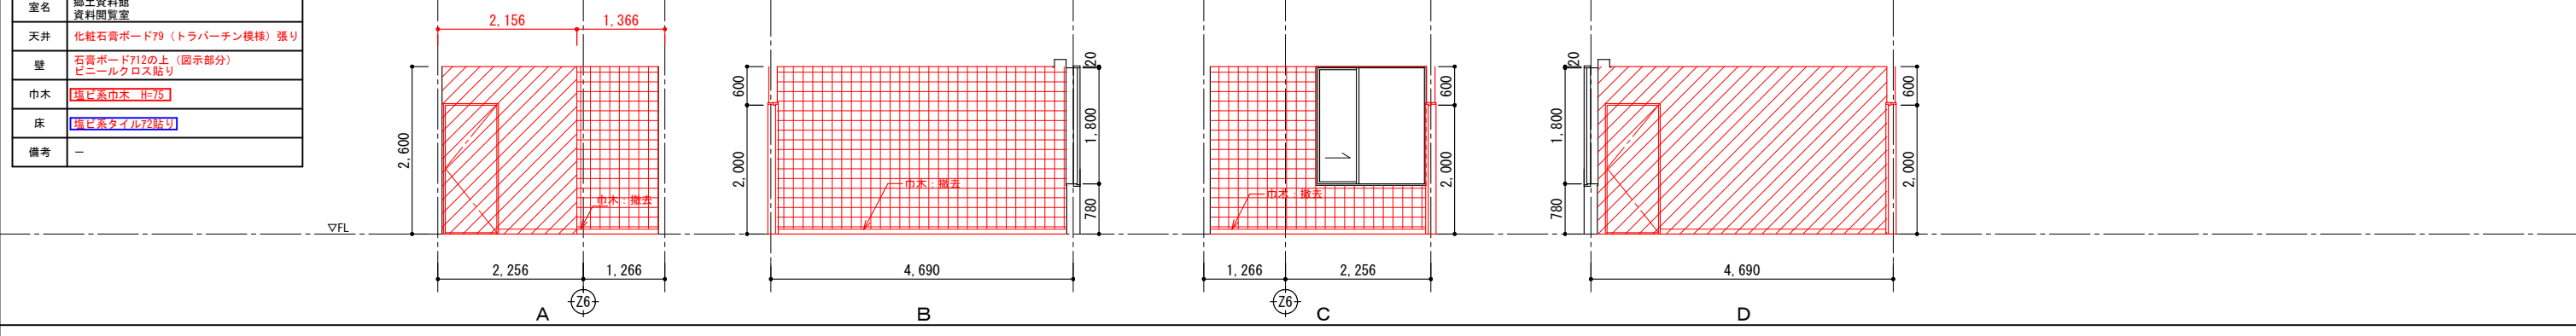 室名
郷土資料館
資料閲覧室
天井
化粧石膏ボードア9（トラバーチン模様）張り
壁
石膏ボードア12の上（図示部分）
ビニールクロス貼り
巾木
塩ビ系巾木　H=75
床
塩ビ系タイルア2貼り
備考
－
2,156
1,366
2,600
▽FL
巾木：撤去
2,256
1,266
Z6
A
600
2,000
巾木：撤去
20
1,800
780
4,690
B
巾木：撤去
600
2,000
1,266
2,256
Z6
C
20
1,800
780
600
2,000
4,690
D